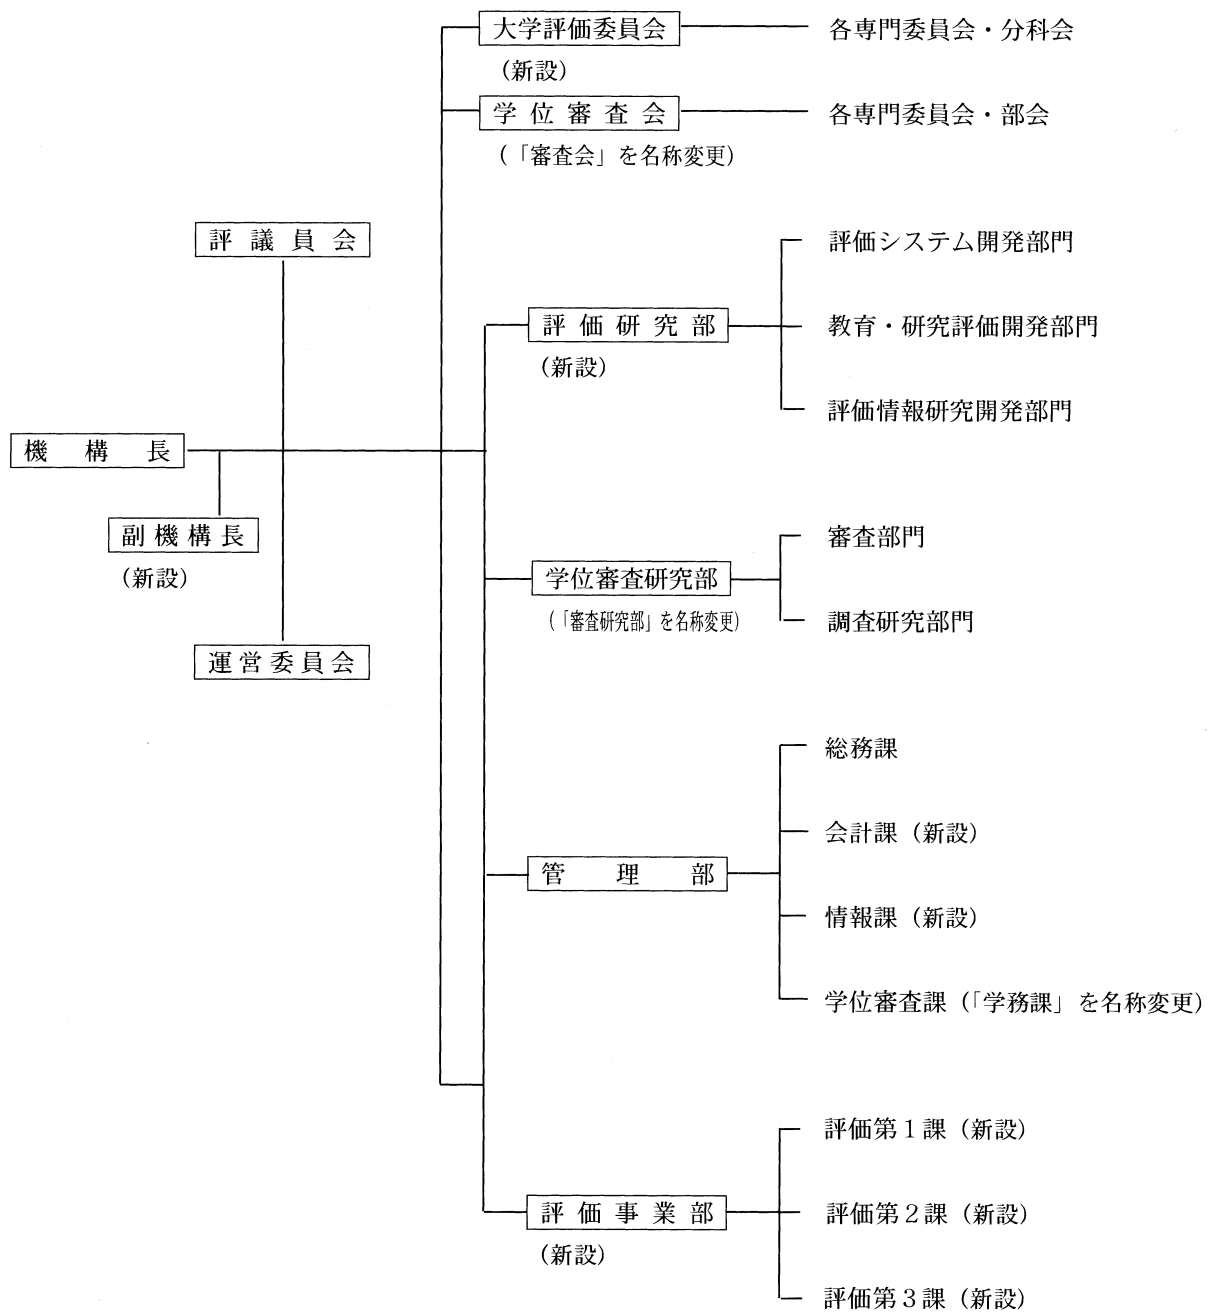 大学評価委員会
各専門委員会・分科会
(新設)
学位審査会
各専門委員会・部会
(「審査会」を名称変更)
評議員会
評価システム開発部門
評価研究部
教育・研究評価開発部門
(新設)
評価情報研究開発部門
機構長
副機構長
(新設)
審査部門
学位審査研究部
(「審査研究部」を名称変更)
調査研究部門
運営委員会
総務課
会計課(新設)
管理部
情報課(新設)
学位審査課(「学務課」を名称変更)
評価第1課(新設)
評価事業部
評価第2課(新設)
(新設)
評価第3課(新設)